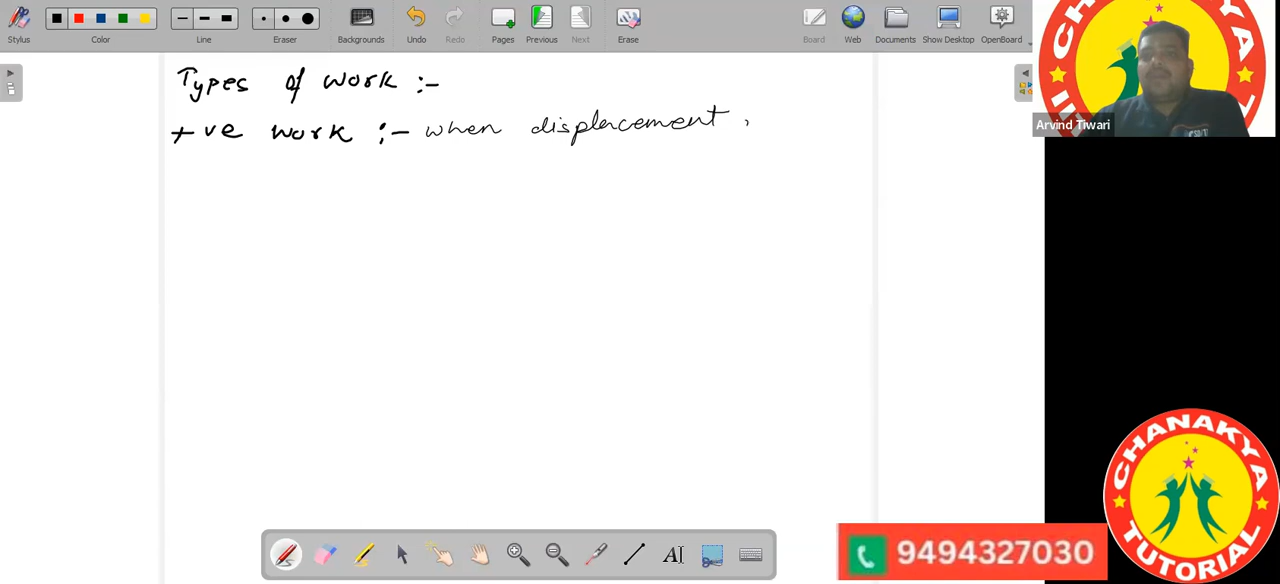 Stylus
Color
Line
Eraser
Backgrounds
Undo
Redo
Pages
Previous
Next
Erase
Board
Web
Documents
Show Desktop
OpenBoard
Types of work :-
+ve work :- when displacement
Arvind Tiwari
CHANAKYA
TUTORIAL
9494327030